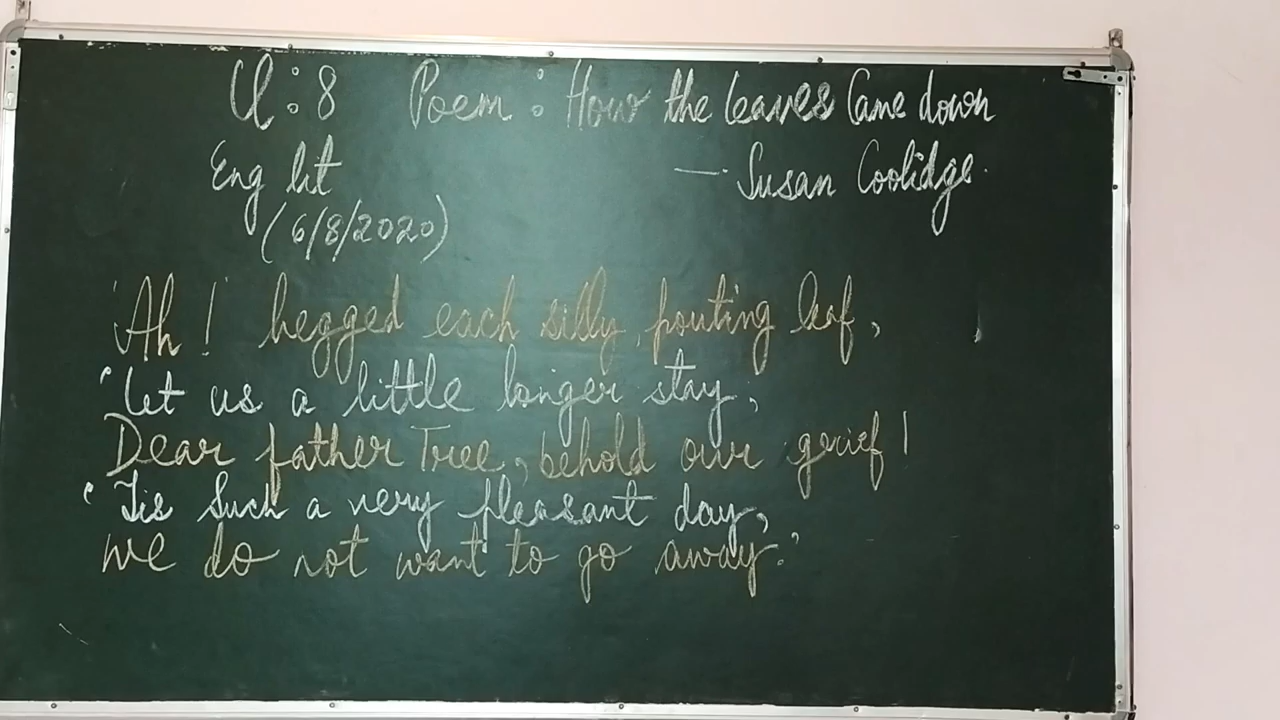 Cl:8 Poem: How the leaves Came down
Eng lit — Susan Coolidge.
(6/8/2020)
'Ah!' begged each silly, pouting leaf,
'Let us a little longer stay;
Dear father Tree, behold our grief!
'Tis Such a very pleasant day,
We do not want to go away.'